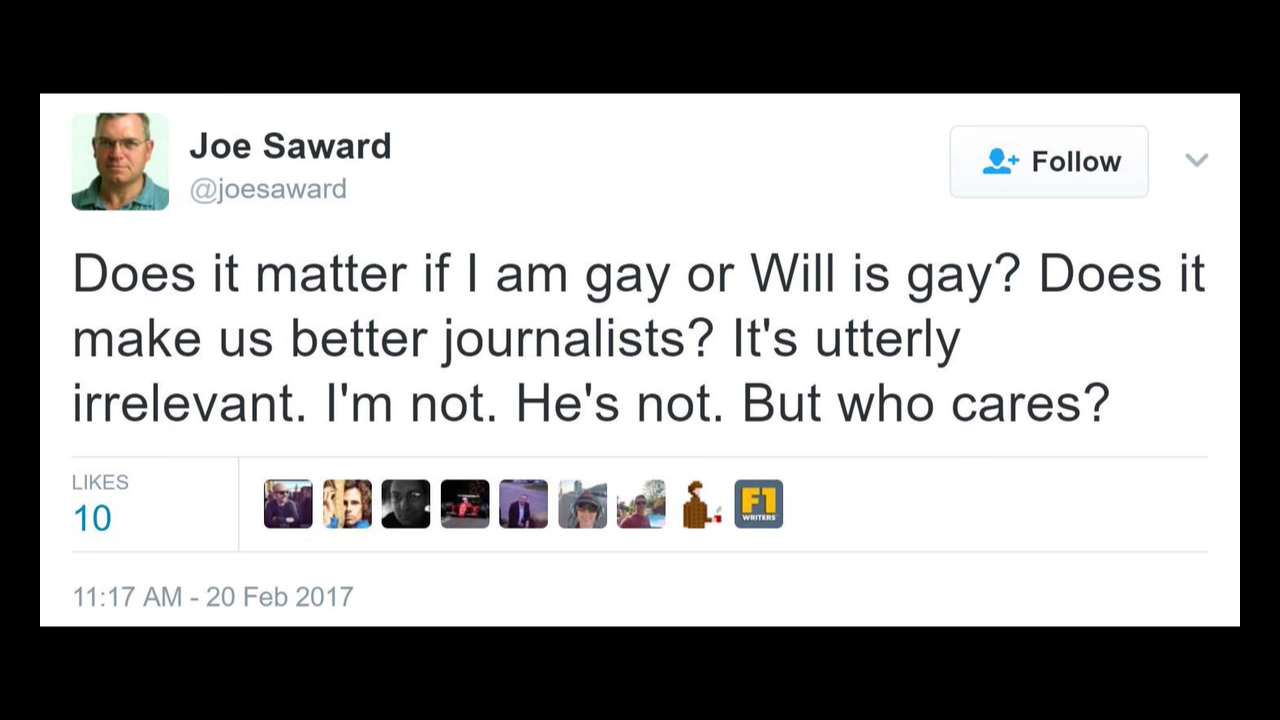 Joe Saward
@joesaward
Follow
Does it matter if I am gay or Will is gay? Does it
make us better journalists? It's utterly
irrelevant. I'm not. He's not. But who cares?
LIKES
10
F1
WRITERS
11:17 AM - 20 Feb 2017